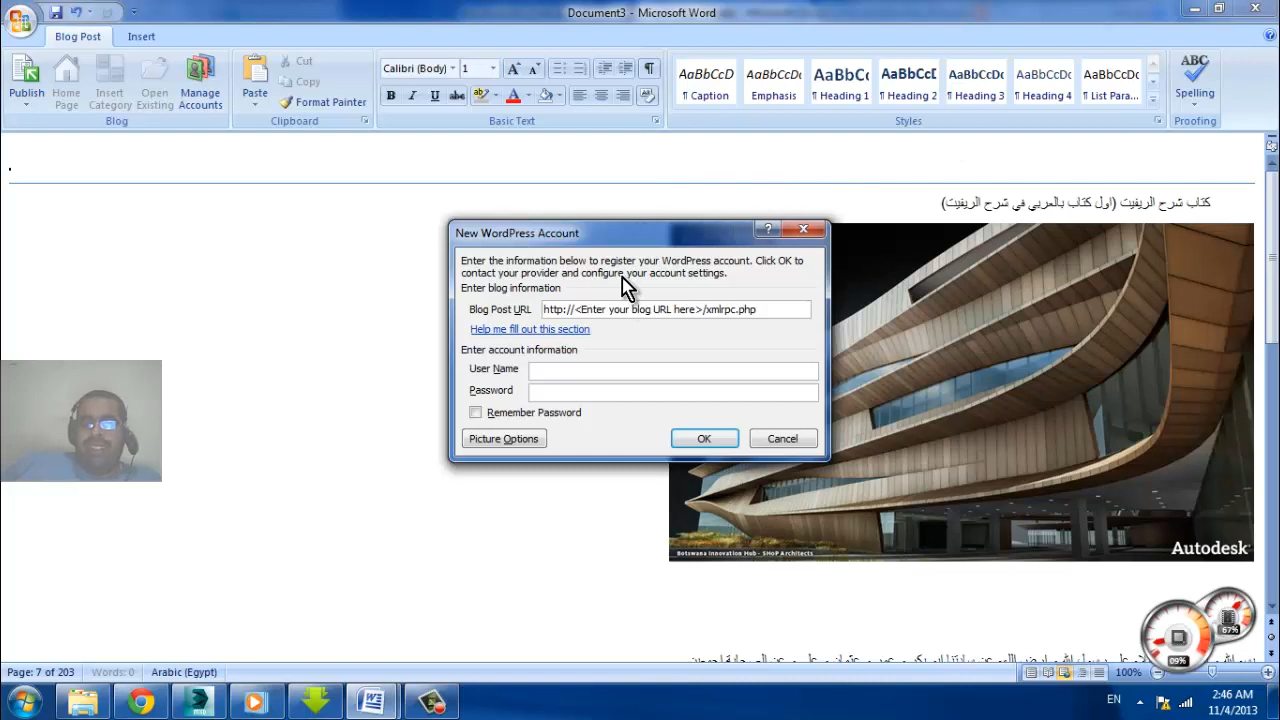 Document3 - Microsoft Word
Blog Post
Insert
Publish
Home
Page
Insert
Category
Open
Existing
Manage
Accounts
Blog
Paste
Cut
Copy
Format Painter
Clipboard
Calibri (Body)
1
Basic Text
AaBbCcD
Caption
AaBbCcDc
Emphasis
AaBbCcI
Heading 1
AaBbCcI
Heading 2
AaBbCcDc
Heading 3
AaBbCcDc
Heading 4
AaBbCcDc
List Para...
Styles
ABC
Spelling
Proofing
.
كتاب شرح الريفيت (اول كتاب بالعربي في شرح الريفيت)
New WordPress Account
Enter the information below to register your WordPress account. Click OK to
contact your provider and configure your account settings.
Enter blog information
Blog Post URL
http://<Enter your blog URL here>/xmlrpc.php
Help me fill out this section
Enter account information
User Name
Password
Remember Password
Picture Options
OK
Cancel
Botswana Innovation Hub - SHoP Architects
Autodesk
67%
09%
Page: 7 of 203
Words: 0
Arabic (Egypt)
100%
EN
2:46 AM
11/4/2013